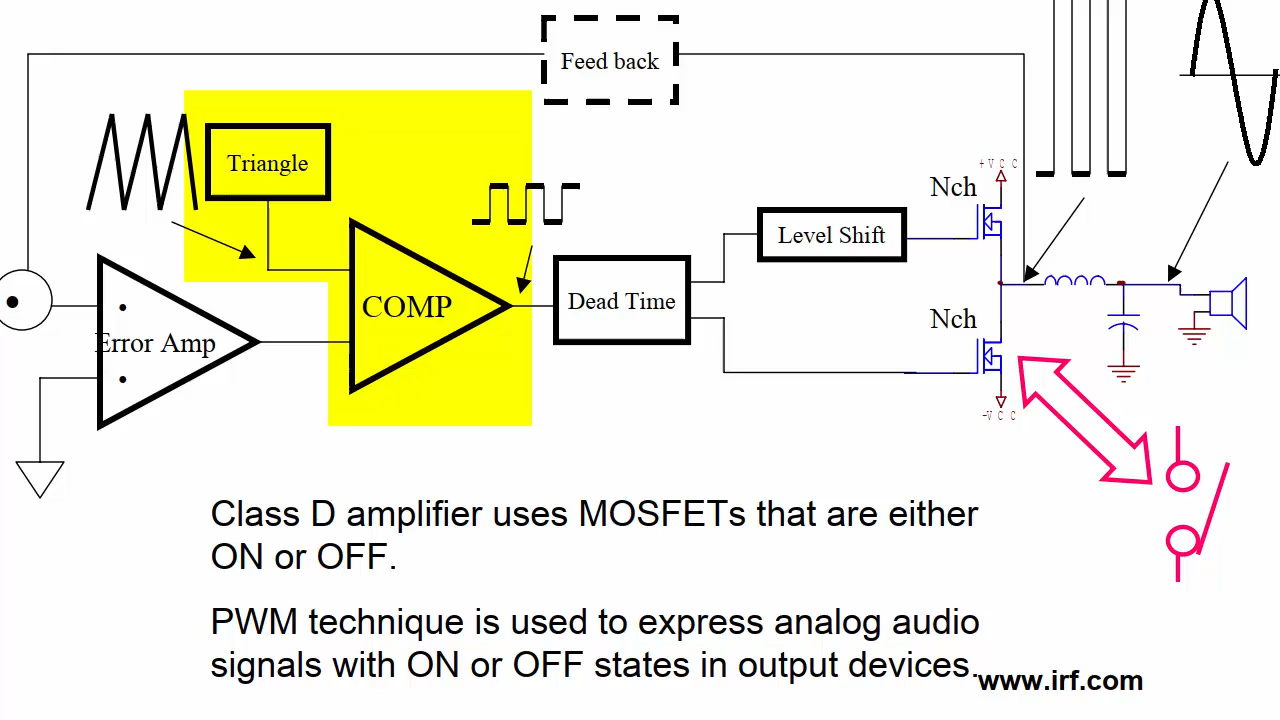 Feed back
Triangle
+VCC
Nch
Level Shift
COMP
Dead Time
Nch
Error Amp
-VCC
Class D amplifier uses MOSFETs that are either
ON or OFF.
PWM technique is used to express analog audio
signals with ON or OFF states in output devices.
www.irf.com